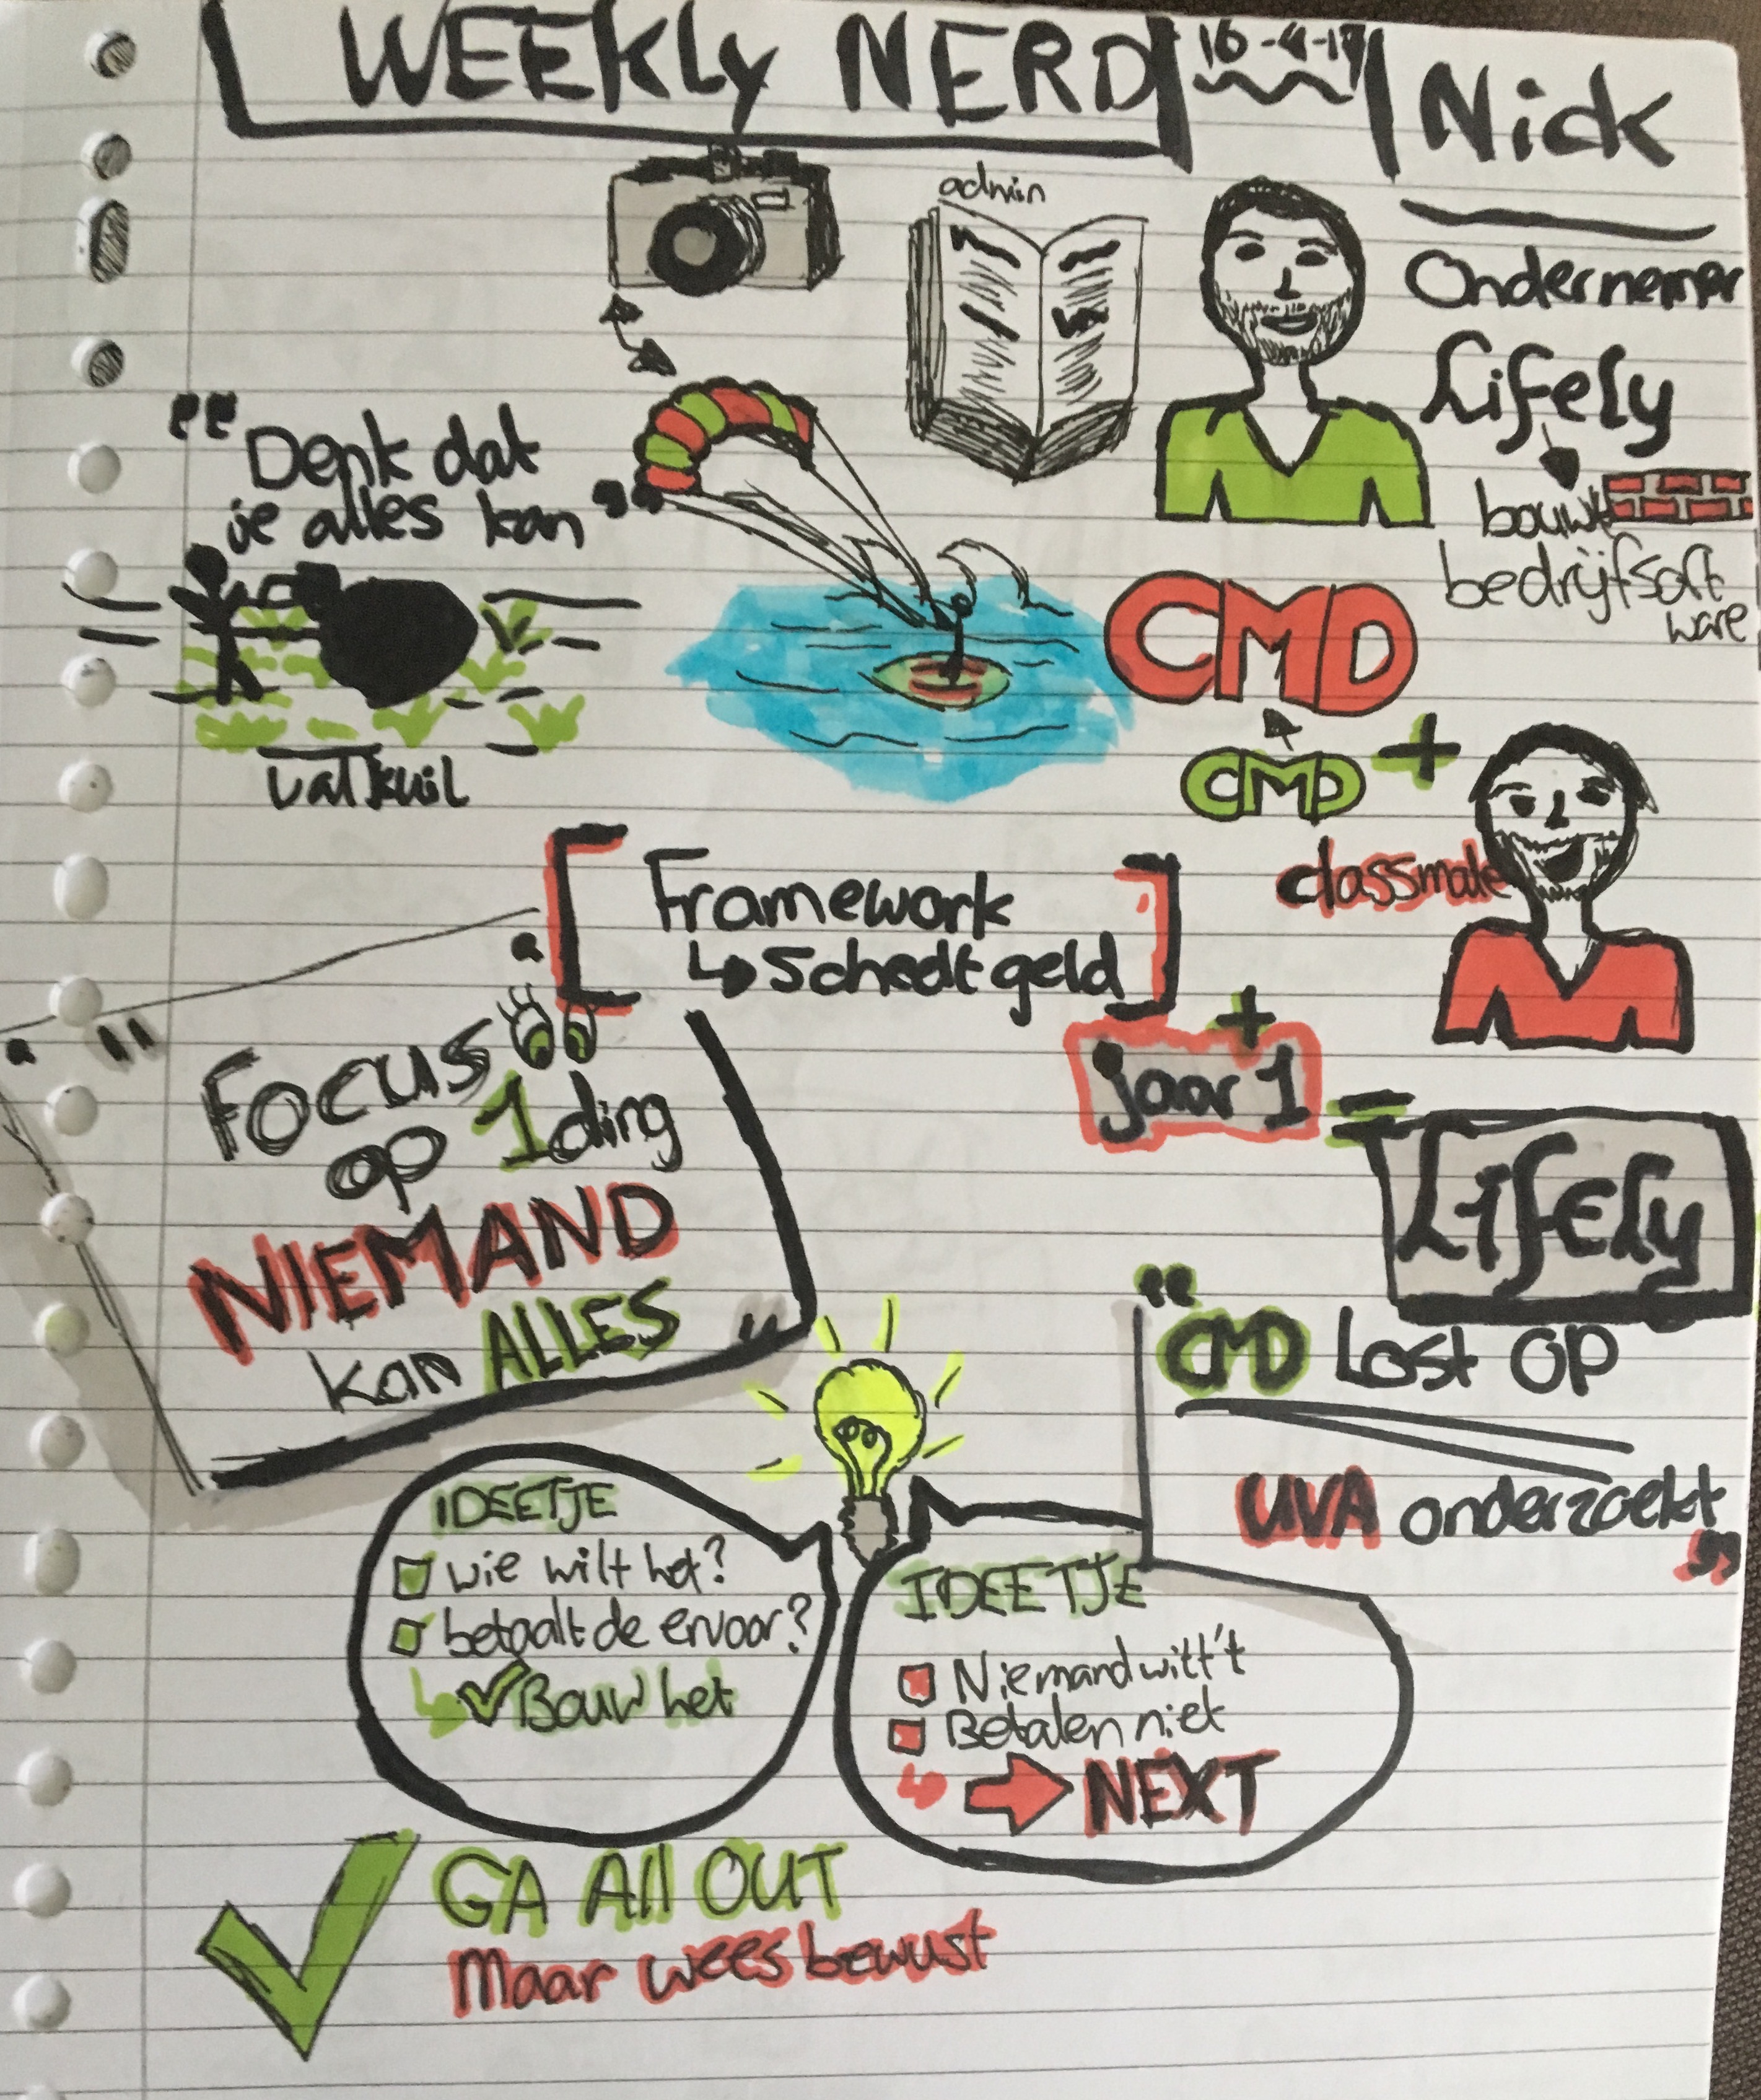 WEEKLY NERD
16-4-17
Nick
admin
Ondernemer
Lifely
bouwt
bedrijfsoft
ware
"Denk dat
je alles kan"
valkuil
CMD
CMD +
classmate
Framework
↳ Schedt geld
+
jaar 1
=
Lifely
"Focus
op 1 ding
NIEMAND
kan ALLES"
"CMD Lost OP
UVA onderzoekt"
IDEETJE
wie wilt het?
betaalt de ervoor?
↳ ✓ Bouw het
IDEETJE
Niemand wilt't
Betalen niet
↳ ➡ NEXT
GA All OUT
Maar wees bewust